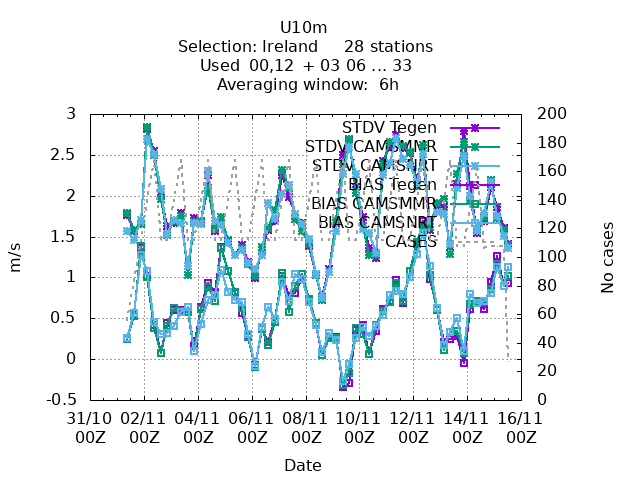 U10m
Selection: Ireland 28 stations
Used 00,12 + 03 06 ... 33
Averaging window: 6h
3
2.5
2
1.5
1
0.5
0
-0.5
m/s
200
180
160
140
120
100
80
60
40
20
0
No cases
STDV Tegen
STDV CAMSMMR
STDV CAMSNRT
BIAS Tegen
BIAS CAMSMMR
BIAS CAMSNRT
CASES
31/10 02/11 04/11 06/11 08/11 10/11 12/11 14/11 16/11
00Z 00Z 00Z 00Z 00Z 00Z 00Z 00Z 00Z
Date